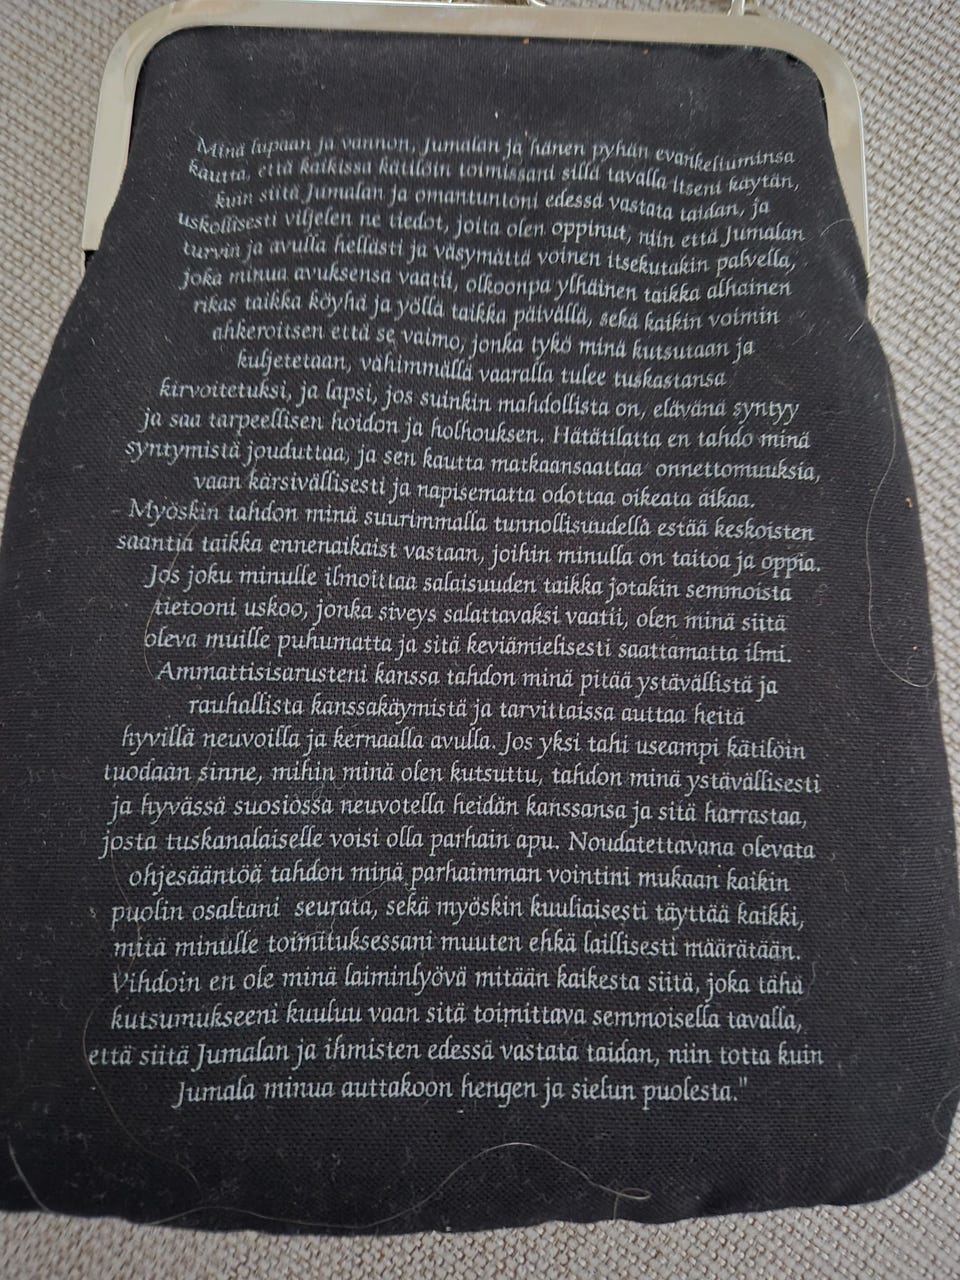 Minä lupaan ja vannon, Jumalan ja hänen pyhän evankeliuminsa
kautta, että kaikissa kätilöin toimissani sillä tavalla itseni käytän,
kuin siitä Jumalan ja omantuntoni edessä vastata taidan, ja
uskollisesti viljelen ne tiedot, joita olen oppinut, niin että Jumalan
turvin ja avulla hellästi ja väsymättä voinen itsekutakin palvella,
joka minua avuksensa vaatii, olkoonpa ylhäinen taikka alhainen
rikas taikka köyhä ja yöllä taikka päivällä, sekä kaikin voimin
ahkeroitsen että se vaimo, jonka tykö minä kutsutaan ja
kuljetetaan, vähimmällä vaaralla tulee tuskastansa
kirvoitetuksi, ja lapsi, jos suinkin mahdollista on, elävänä syntyy
ja saa tarpeellisen hoidon ja holhouksen. Hätätilatta en tahdo minä
syntymistä jouduttaa, ja sen kautta matkaansaattaa onnettomuuksia,
vaan kärsivällisesti ja napisematta odottaa oikeata aikaa.
Myöskin tahdon minä suurimmalla tunnollisuudella estää keskoisten
saantia taikka ennenaikaist vastaan, joihin minulla on taitoa ja oppia.
Jos joku minulle ilmoittaa salaisuuden taikka jotakin semmoista
tietooni uskoo, jonka siveys salattavaksi vaatii, olen minä siitä
oleva muille puhumatta ja sitä keviämielisesti saattamatta ilmi.
Ammattisisarusteni kanssa tahdon minä pitää ystävällistä ja
rauhallista kanssakäymistä ja tarvittaissa auttaa heitä
hyvillä neuvoilla ja kernaalla avulla. Jos yksi tahi useampi kätilöin
tuodaan sinne, mihin minä olen kutsuttu, tahdon minä ystävällisesti
ja hyvässä suosiossa neuvotella heidän kanssansa ja sitä harrastaa,
josta tuskanalaiselle voisi olla parhain apu. Noudatettavana olevata
ohjesääntöä tahdon minä parhaimman vointini mukaan kaikin
puolin osaltani seurata, sekä myöskin kuuliaisesti täyttää kaikki,
mitä minulle toimituksessani muuten ehkä laillisesti määrätään.
Vihdoin en ole minä laiminlyövä mitään kaikesta siitä, joka tähä
kutsumukseeni kuuluu vaan sitä toimittava semmoisella tavalla,
että siitä Jumalan ja ihmisten edessä vastata taidan, niin totta kuin
Jumala minua auttakoon hengen ja sielun puolesta."